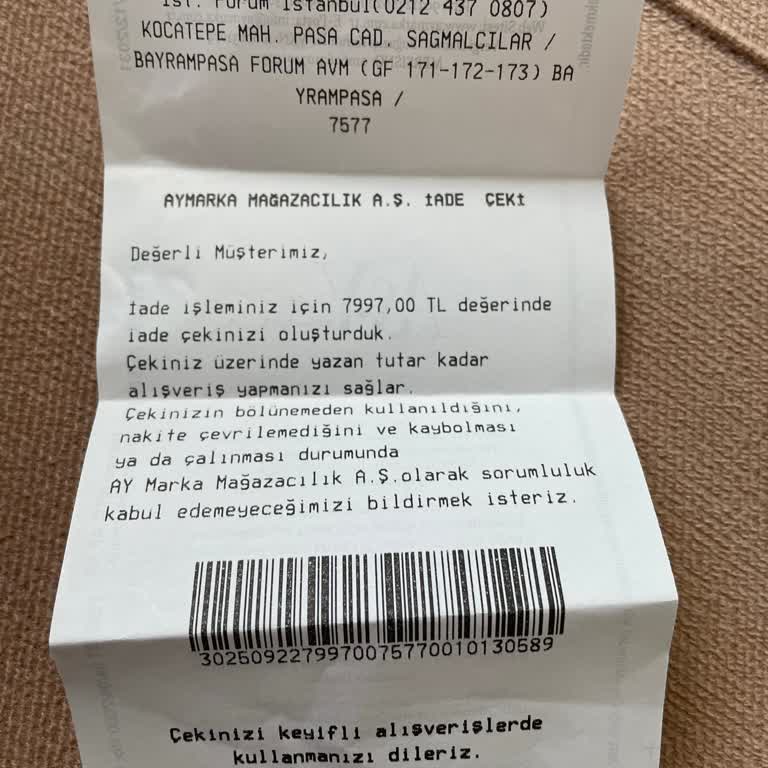 İst. Forum İstanbul(0212 437 0807)
KOCATEPE MAH. PASA CAD. SAGMALCILAR /
BAYRAMPASA FORUM AVM (GF 171-172-173) BA
YRAMPASA /
7577
AYMARKA MAĞAZACILIK A.Ş. İADE ÇEKİ
Değerli Müşterimiz,
İade işleminiz için 7997,00 TL değerinde
iade çekinizi oluşturduk.
Çekiniz üzerinde yazan tutar kadar
alışveriş yapmanızı sağlar.
Çekinizin bölünemeden kullanıldığını,
nakite çevrilemediğini ve kaybolması
ya da çalınması durumunda
AY Marka Mağazacılık A.Ş.olarak sorumluluk
kabul edemeyeceğimizi bildirmek isteriz.
3025092279970075770010130589
Çekinizi keyifli alışverişlerde
kullanmanızı dileriz.